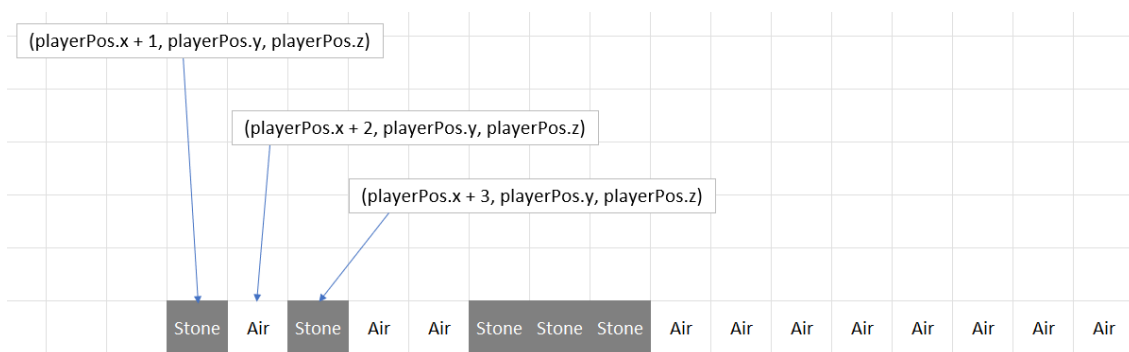 (playerPos.x + 1, playerPos.y, playerPos.z)
(playerPos.x + 2, playerPos.y, playerPos.z)
(playerPos.x + 3, playerPos.y, playerPos.z)
Stone Air Stone Air Air Stone Stone Stone Air Air Air Air Air Air Air Air